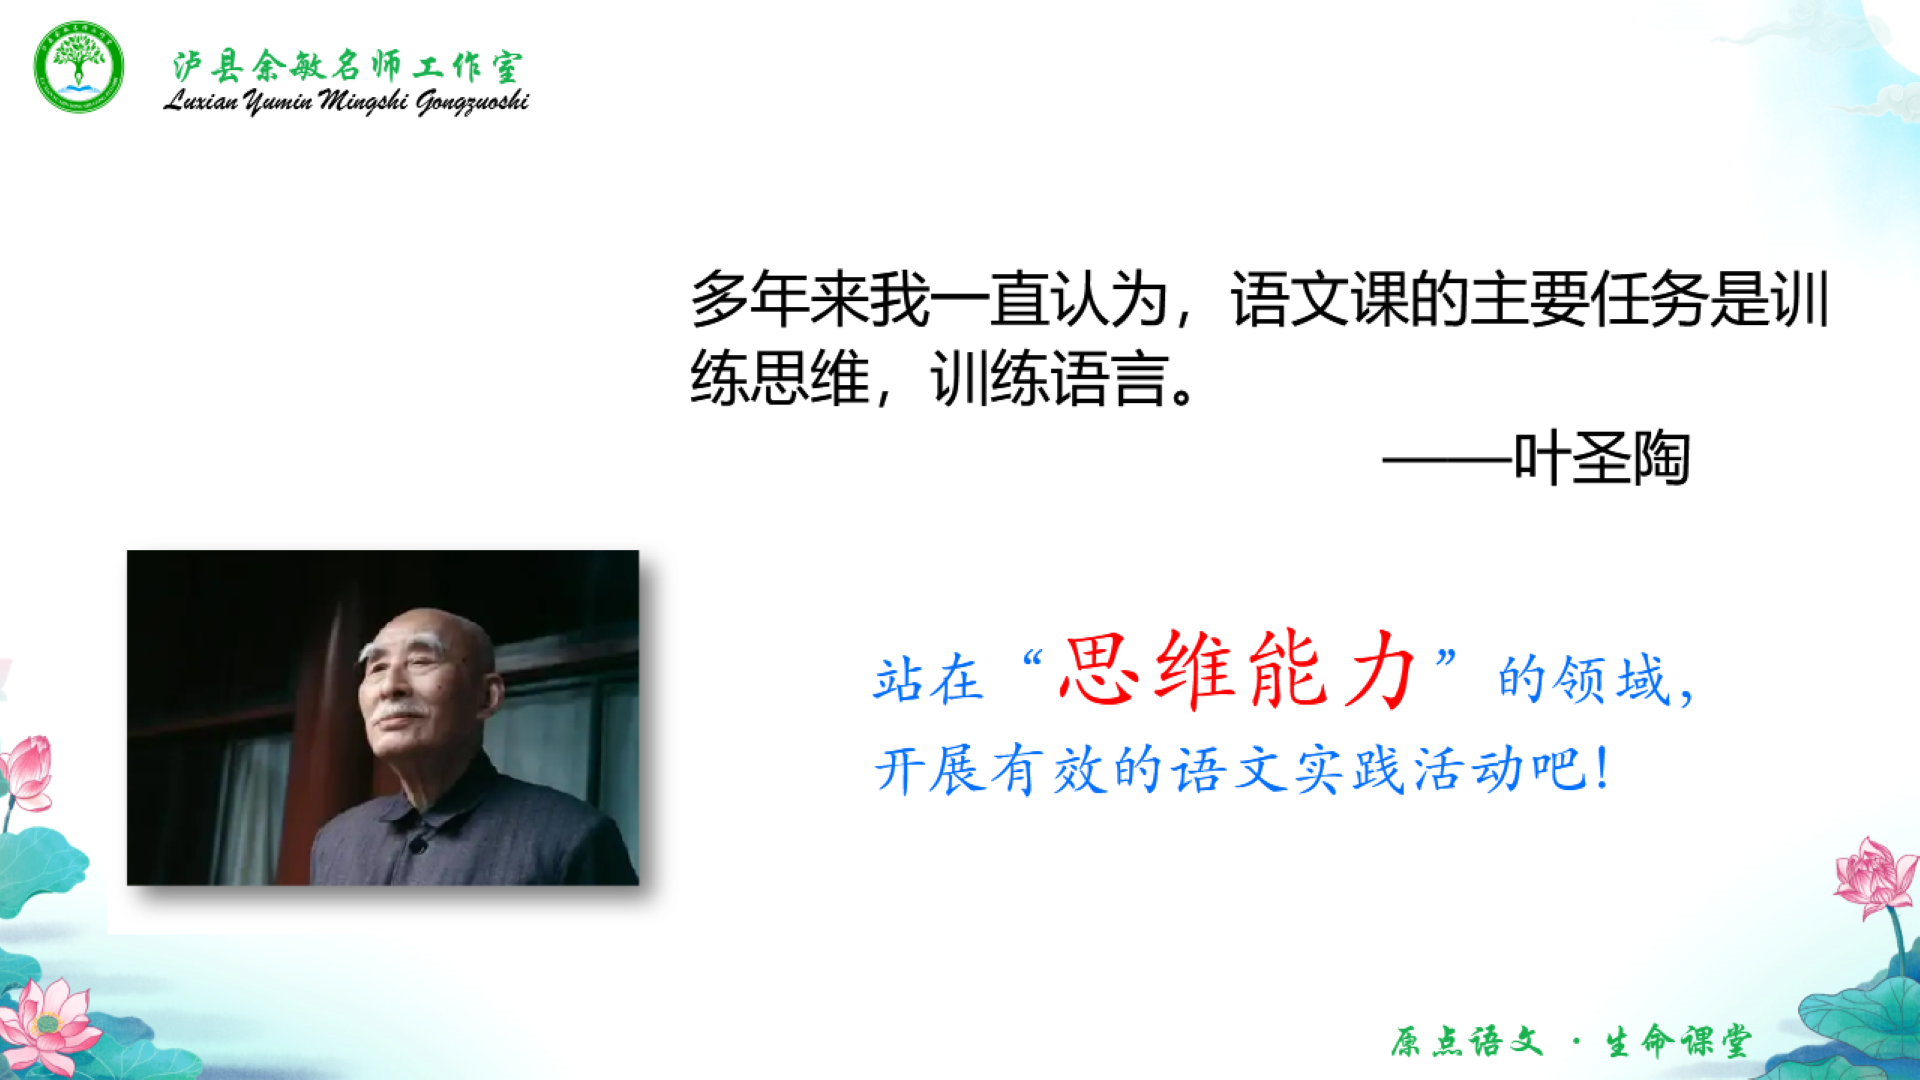 泸县余敏名师工作室
Luxian Yumin Mingshi Gongzuoshi
多年来我一直认为，语文课的主要任务是训
练思维，训练语言。
——叶圣陶
站在“思维能力”的领域，
开展有效的语文实践活动吧！
原点语文·生命课堂